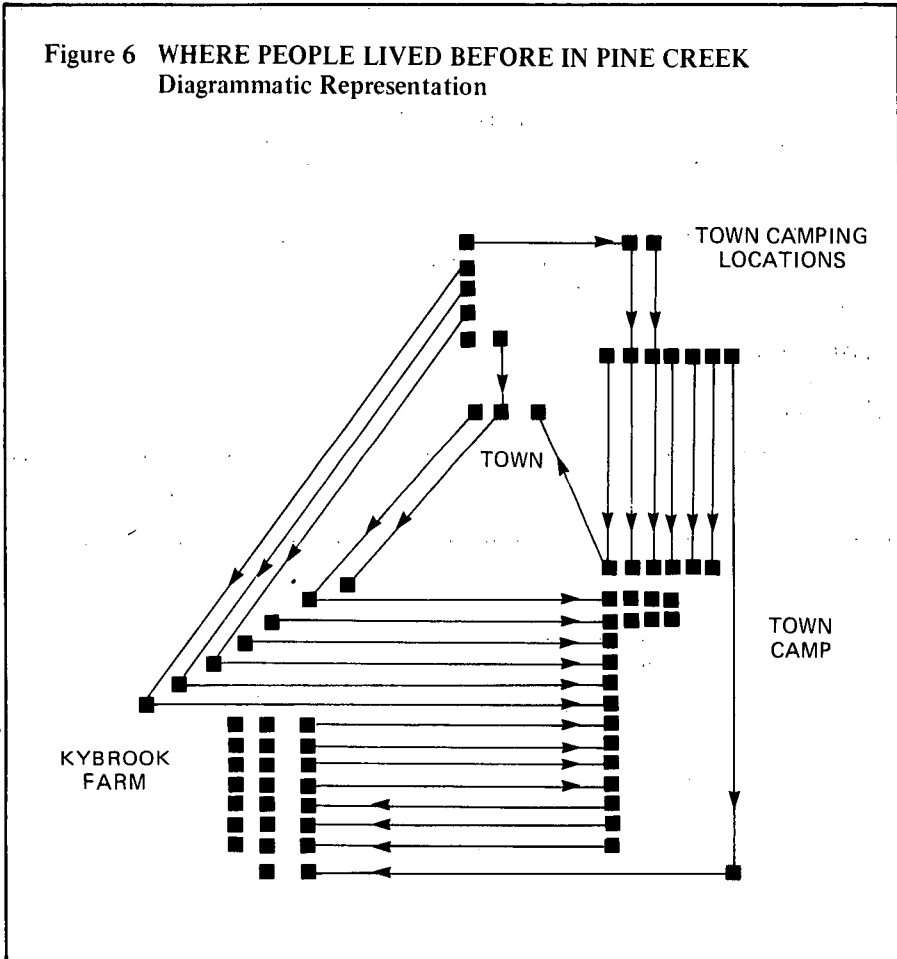 Figure 6 WHERE PEOPLE LIVED BEFORE IN PINE CREEK
Diagrammatic Representation
TOWN CAMPING
LOCATIONS
TOWN
TOWN
CAMP
KYBROOK
FARM